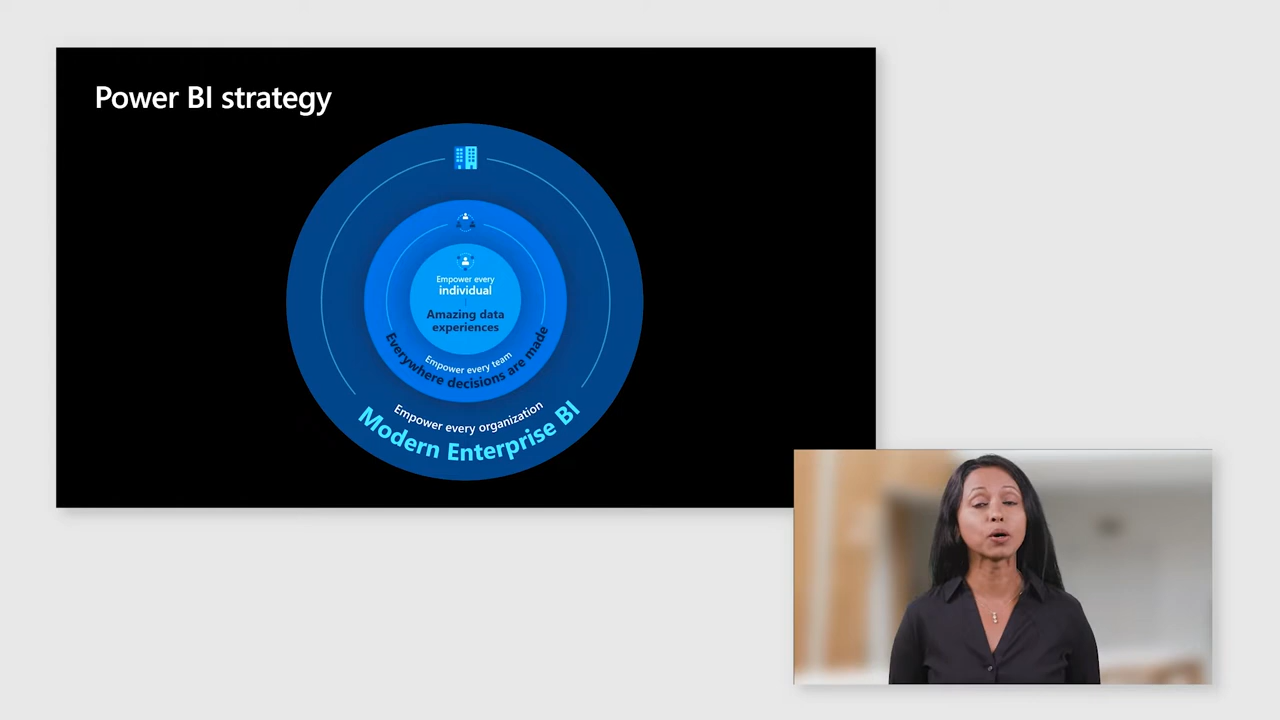 Power BI strategy
Empower every
individual
Amazing data
experiences
Empower every team
Everywhere decisions are made
Empower every organization
Modern Enterprise BI